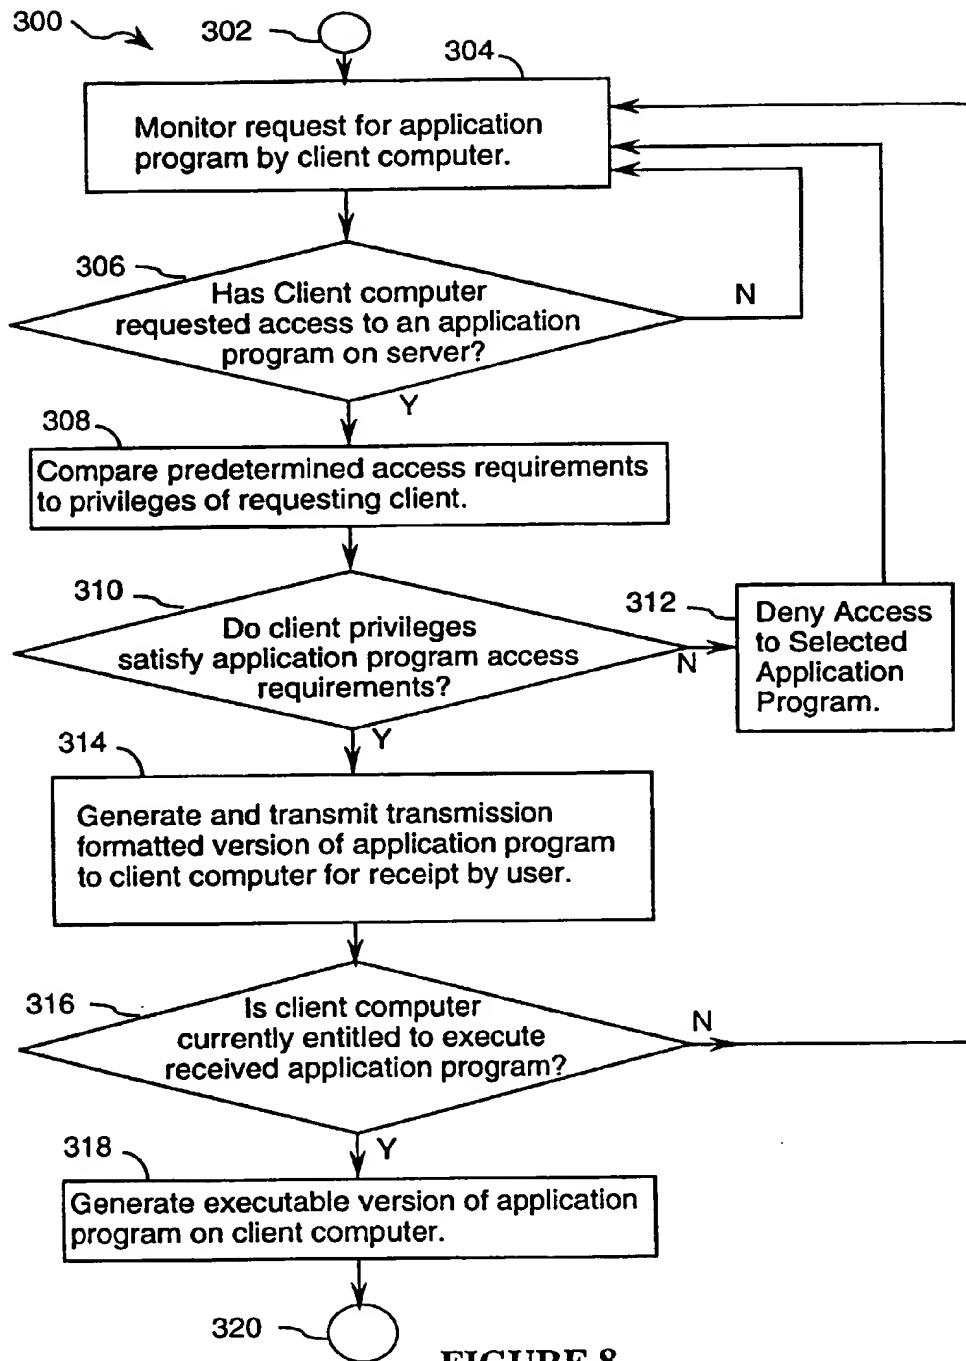 300
302
304
Monitor request for application
program by client computer.
306
Has Client computer
requested access to an application
program on server?
N
Y
308
Compare predetermined access requirements
to privileges of requesting client.
310
Do client privileges
satisfy application program access
requirements?
N
312
Deny Access
to Selected
Application
Program.
Y
314
Generate and transmit transmission
formatted version of application program
to client computer for receipt by user.
316
Is client computer
currently entitled to execute
received application program?
N
Y
318
Generate executable version of application
program on client computer.
320
FIGURE 8